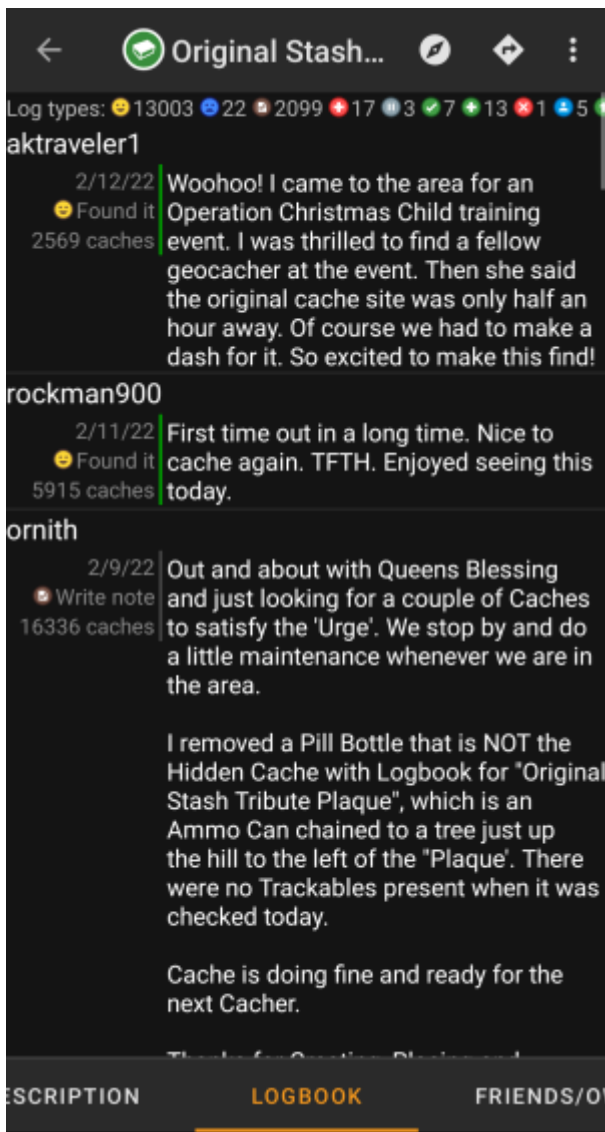 Original Stash...
Log types: 13003 22 2099 17 3 7 13 1 5
aktraveler1
2/12/22
Found it
2569 caches
Woohoo! I came to the area for an
Operation Christmas Child training
event. I was thrilled to find a fellow
geocacher at the event. Then she said
the original cache site was only half an
hour away. Of course we had to make a
dash for it. So excited to make this find!
rockman900
2/11/22
Found it
5915 caches
First time out in a long time. Nice to
cache again. TFTH. Enjoyed seeing this
today.
ornith
2/9/22
Write note
16336 caches
Out and about with Queens Blessing
and just looking for a couple of Caches
to satisfy the 'Urge'. We stop by and do
a little maintenance whenever we are in
the area.
I removed a Pill Bottle that is NOT the
Hidden Cache with Logbook for "Original
Stash Tribute Plaque", which is an
Ammo Can chained to a tree just up
the hill to the left of the "Plaque'. There
were no Trackables present when it was
checked today.
Cache is doing fine and ready for the
next Cacher.
ESCRIPTION
LOGBOOK
FRIENDS/O